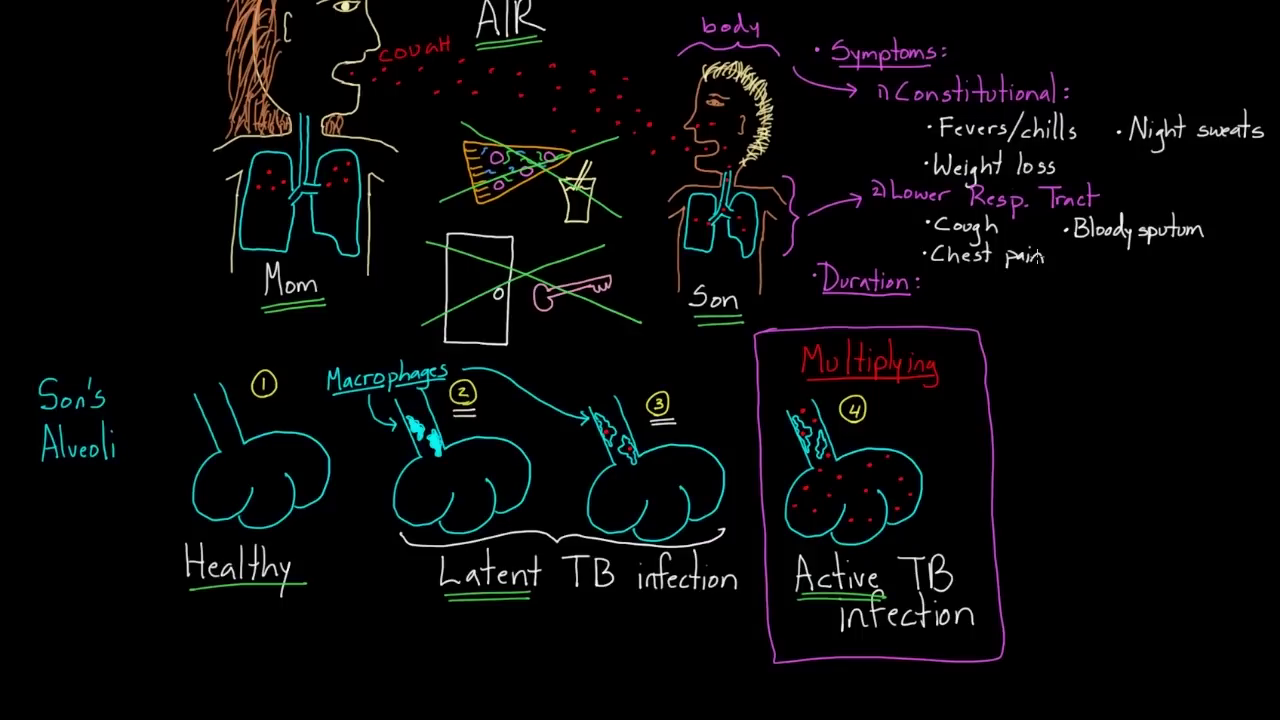 AIR
cough
Mom
body
Son
• Symptoms:
1) Constitutional:
• Fevers/chills • Night sweats
• Weight loss
2) Lower Resp. Tract
• Cough • Bloody sputum
• Chest pain
• Duration:
Son's
Alveoli
1
Macrophages
2
3
Multiplying
4
Healthy
Latent TB infection
Active TB
infection